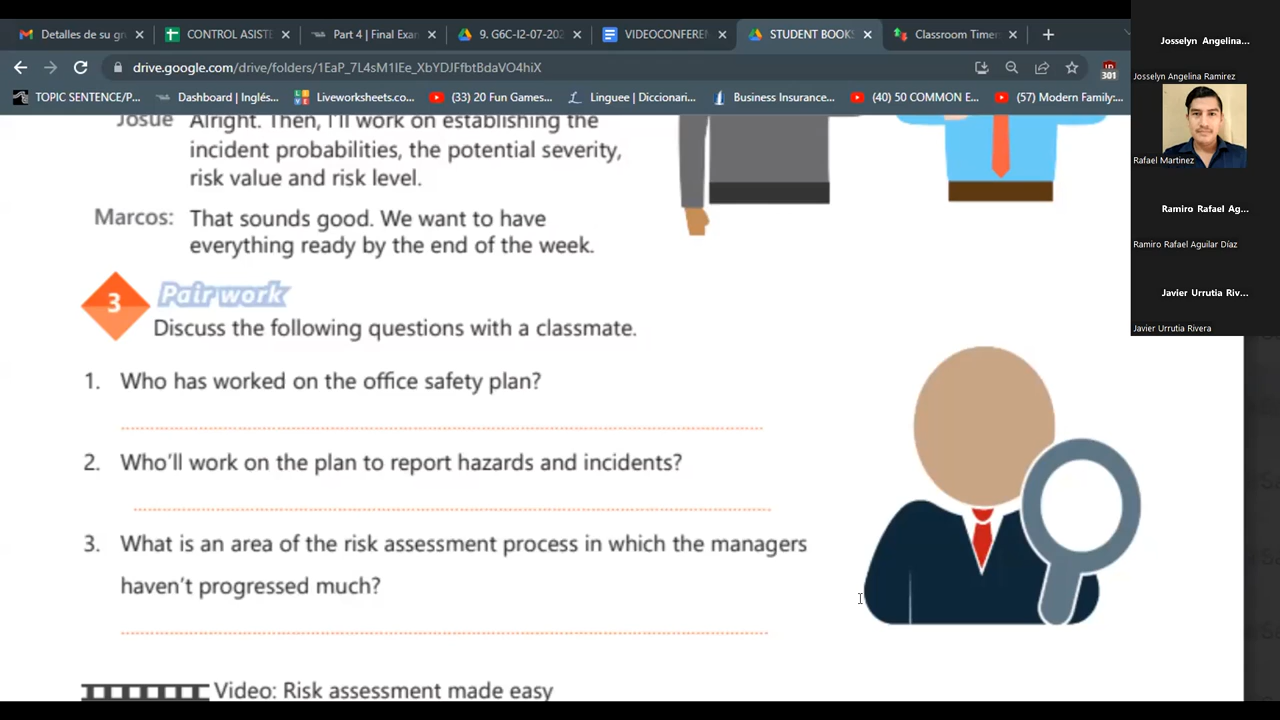 Detalles de su gn
CONTROL ASISTE
Part 4 | Final Exa
9. G6C-I2-07-202
VIDEOCONFEREN
STUDENT BOOKS
Classroom Timer
drive.google.com/drive/folders/1EaP_7L4sM1IEe_XbYDJFfbtBdaVO4hiX
301
TOPIC SENTENCE/P...
Dashboard | Inglés...
Liveworksheets.co...
(33) 20 Fun Games...
Linguee | Diccionari...
Business Insurance...
(40) 50 COMMON E...
(57) Modern Family:...
Josselyn Angelina...
Josselyn Angelina Ramirez
Rafael Martinez
Ramiro Rafael Ag...
Ramiro Rafael Aguilar Díaz
Javier Urrutia Riv...
Javier Urrutia Rivera
Josue Alright. Then, I'll work on establishing the
incident probabilities, the potential severity,
risk value and risk level.
Marcos: That sounds good. We want to have
everything ready by the end of the week.
3 Pair work
Discuss the following questions with a classmate.
1. Who has worked on the office safety plan?
2. Who'll work on the plan to report hazards and incidents?
3. What is an area of the risk assessment process in which the managers
haven't progressed much?
Video: Risk assessment made easy